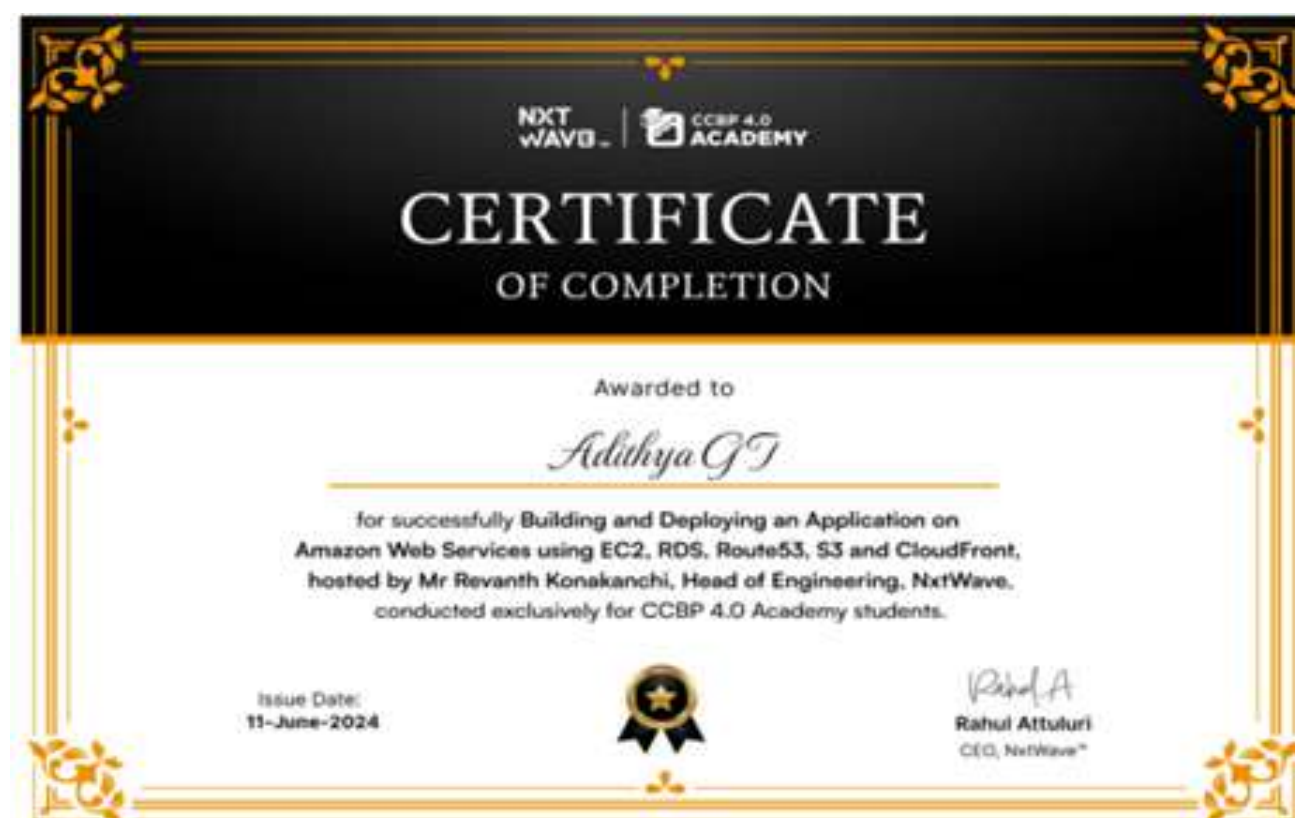 NXT
WAVE
CCBP 4.0
ACADEMY
CERTIFICATE
OF COMPLETION
Awarded to
Adithya GT
for successfully Building and Deploying an Application on
Amazon Web Services using EC2, RDS, Route53, S3 and CloudFront,
hosted by Mr Revanth Konakanchi, Head of Engineering, NxtWave,
conducted exclusively for CCBP 4.0 Academy students.
Issue Date:
11-June-2024
Rahul A
Rahul Attuluri
CEO, NxtWave™